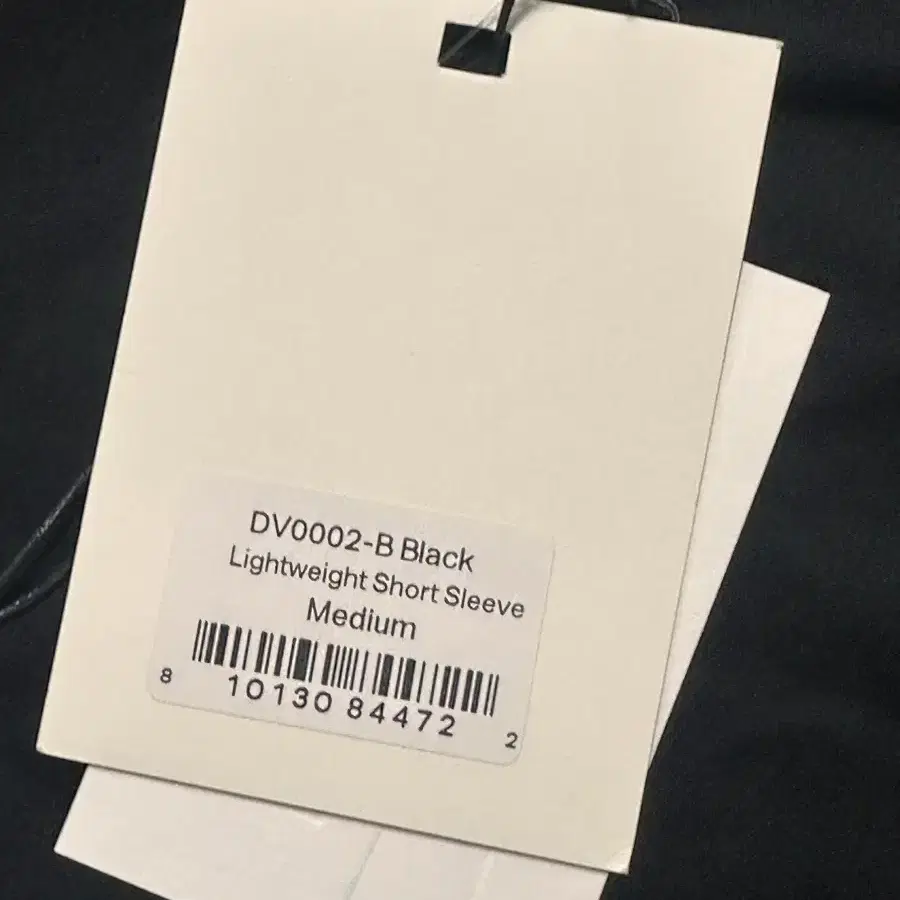 DV0002-B Black
Lightweight Short Sleeve
Medium
8 10130 84472 2